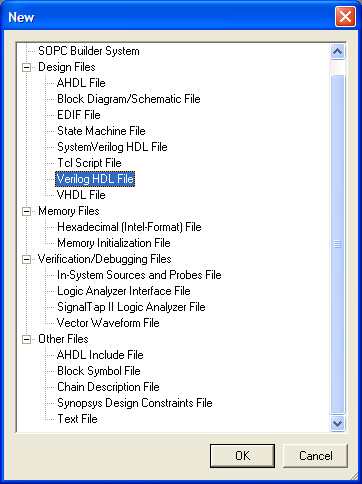 New
SOPC Builder System
Design Files
AHDL File
Block Diagram/Schematic File
EDIF File
State Machine File
SystemVerilog HDL File
Tcl Script File
Verilog HDL File
VHDL File
Memory Files
Hexadecimal (Intel-Format) File
Memory Initialization File
Verification/Debugging Files
In-System Sources and Probes File
Logic Analyzer Interface File
SignalTap II Logic Analyzer File
Vector Waveform File
Other Files
AHDL Include File
Block Symbol File
Chain Description File
Synopsys Design Constraints File
Text File
OK Cancel